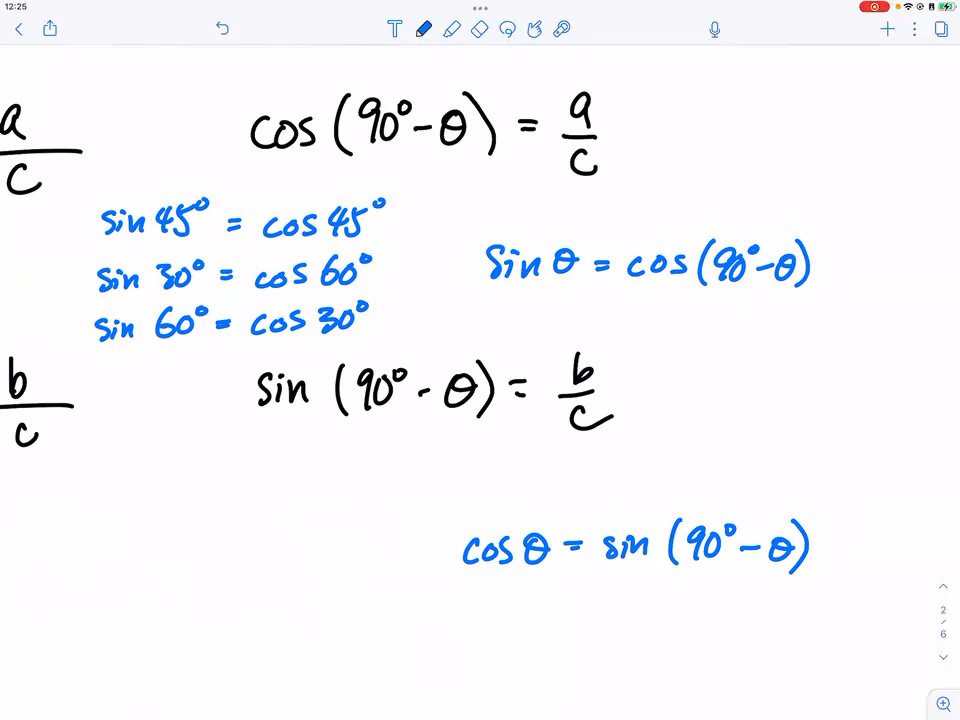 12:25
a/c
cos (90° - θ) = a/c
sin 45° = cos 45°
sin 30° = cos 60°
sin θ = cos (90° - θ)
sin 60° = cos 30°
b/c
sin (90° - θ) = b/c
cos θ = sin (90° - θ)
2 / 6